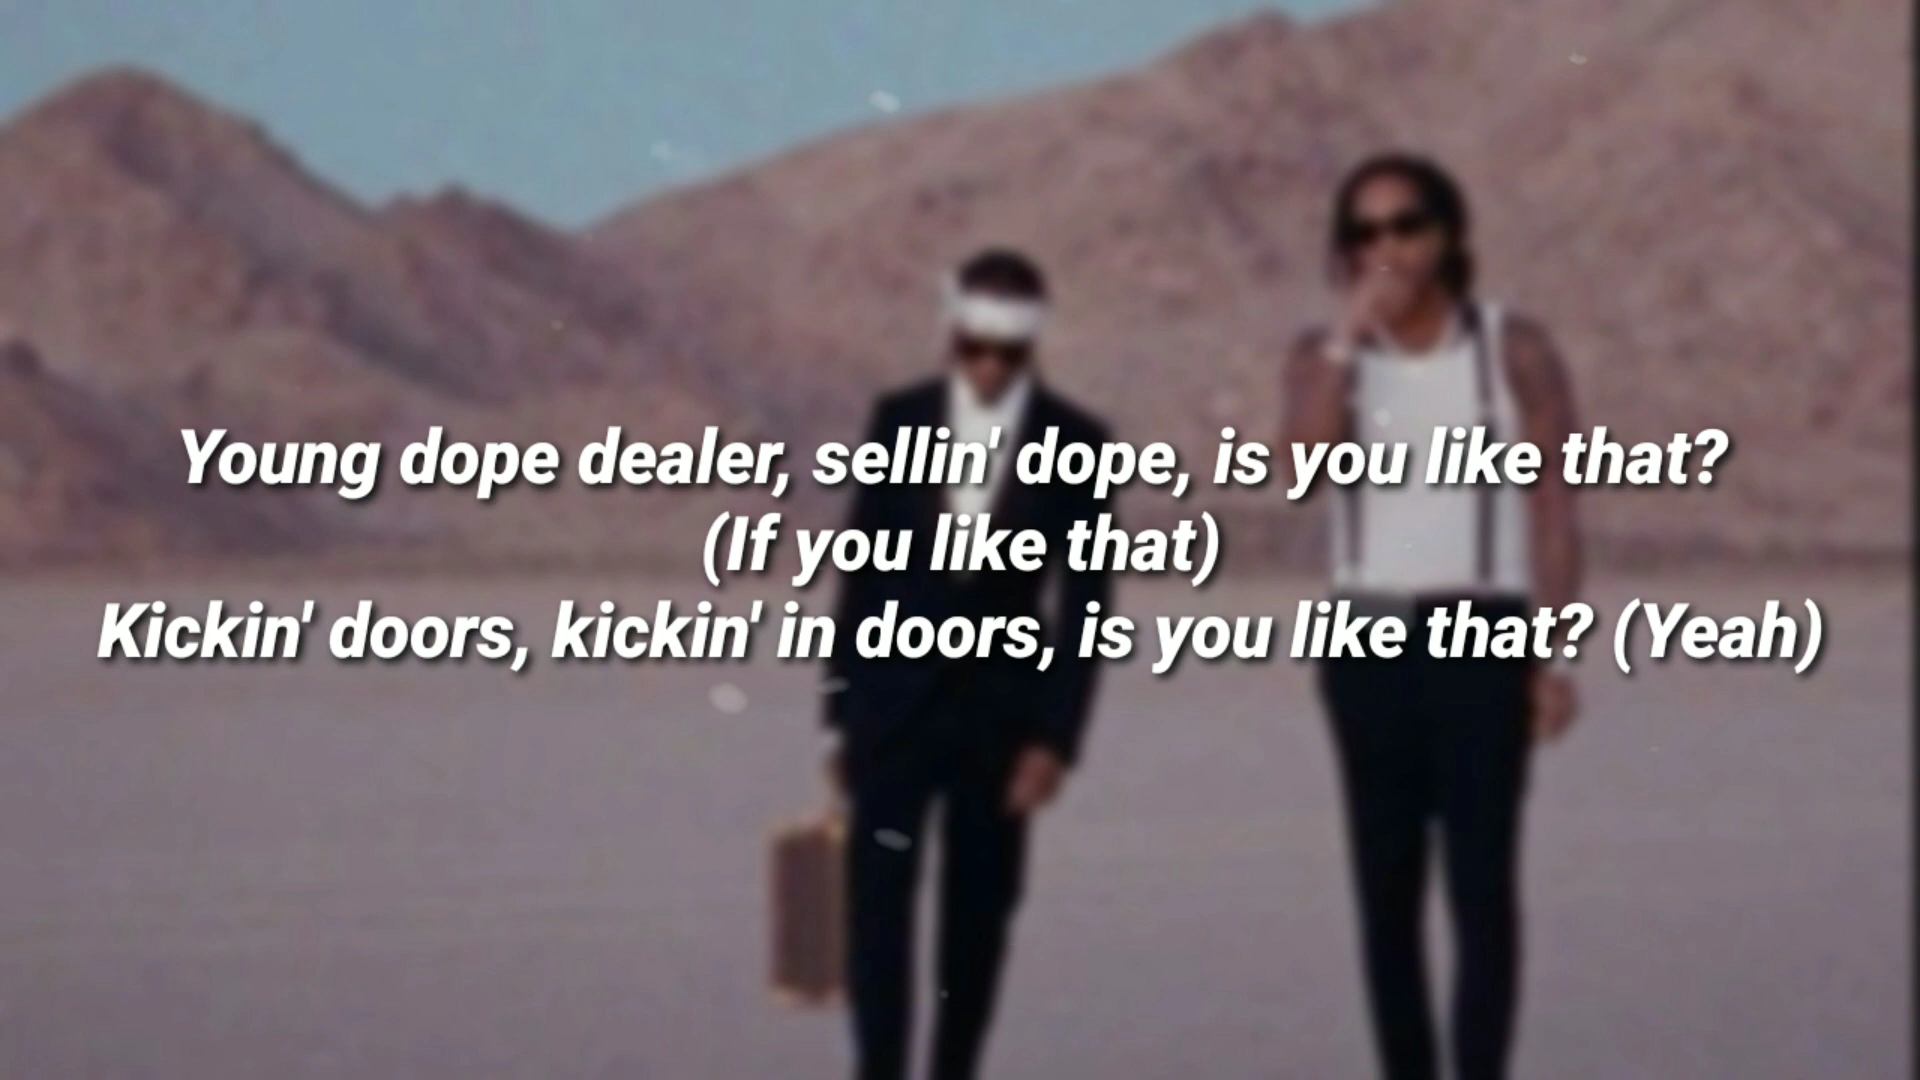 Young dope dealer, sellin' dope, is you like that?
(If you like that)
Kickin' doors, kickin' in doors, is you like that? (Yeah)